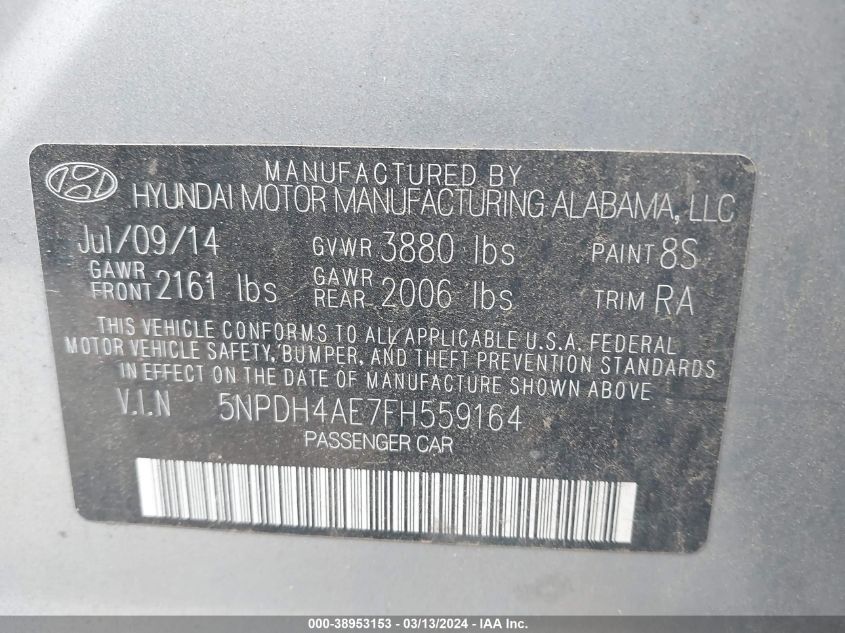 MANUFACTURED BY
HYUNDAI MOTOR MANUFACTURING ALABAMA, LLC
Jul/09/14 GVWR 3880 lbs PAINT 8S
GAWR FRONT 2161 lbs GAWR REAR 2006 lbs TRIM RA
THIS VEHICLE CONFORMS TO ALL APPLICABLE U.S.A. FEDERAL
MOTOR VEHICLE SAFETY, BUMPER, AND THEFT PREVENTION STANDARDS
IN EFFECT ON THE DATE OF MANUFACTURE SHOWN ABOVE
V.I.N 5NPDH4AE7FH559164
PASSENGER CAR
000-38953153 - 03/13/2024 - IAA Inc.